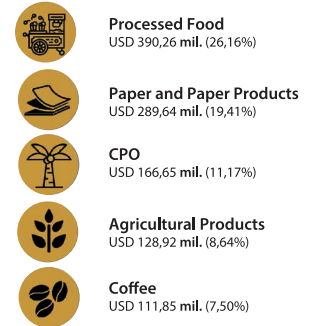 Processed Food
USD 390,26 mil. (26,16%)
Paper and Paper Products
USD 289,64 mil. (19,41%)
CPO
USD 166,65 mil. (11,17%)
Agricultural Products
USD 128,92 mil. (8,64%)
Coffee
USD 111,85 mil. (7,50%)